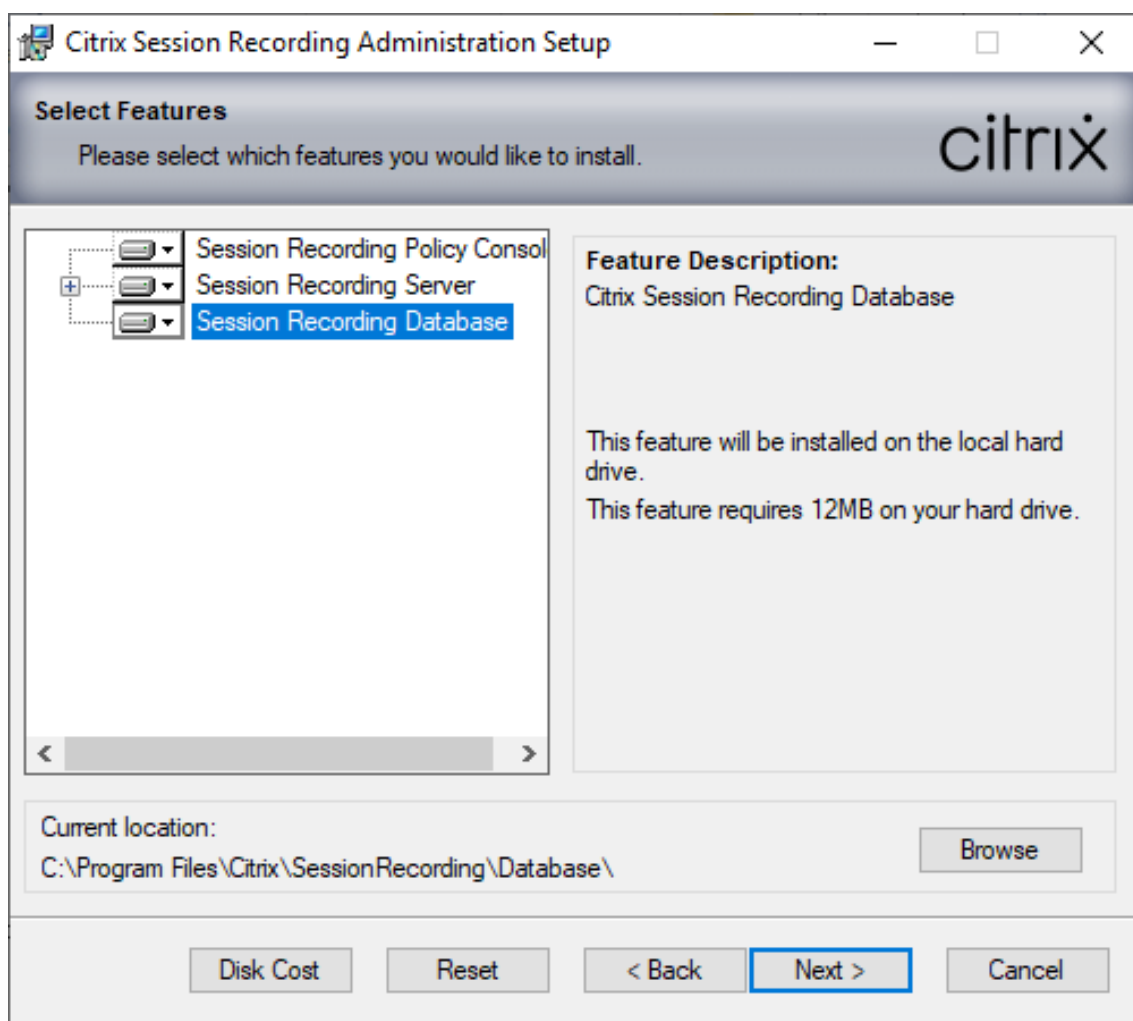 Citrix Session Recording Administration Setup
Select Features
Please select which features you would like to install.
citrix
Session Recording Policy Consol
Session Recording Server
Session Recording Database
Feature Description:
Citrix Session Recording Database
This feature will be installed on the local hard
drive.
This feature requires 12MB on your hard drive.
Current location:
C:\Program Files\Citrix\SessionRecording\Database\
Browse
Disk Cost
Reset
< Back
Next >
Cancel